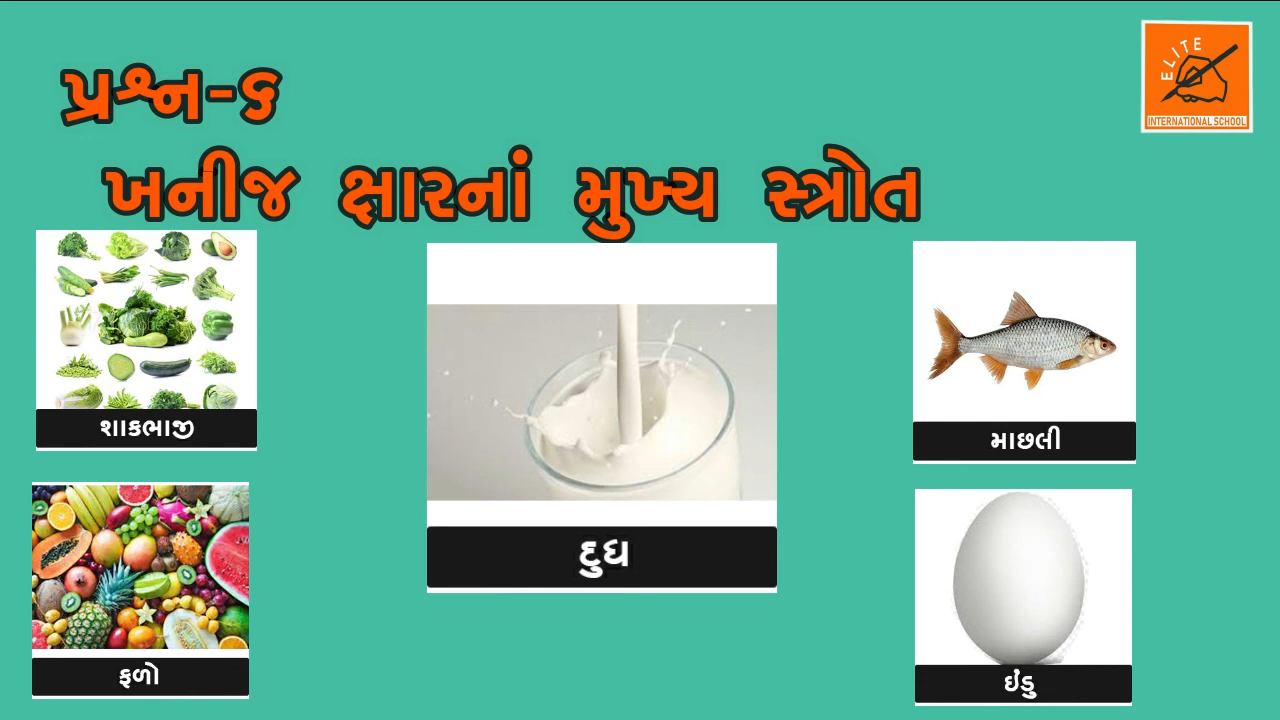 પ્રશ્ન-૬
ખનીજ ક્ષારનાં મુખ્ય સ્ત્રોત
ELITE
INTERNATIONAL SCHOOL
શાકભાજી
દુધ
માછલી
ફળો
ઇંડુ